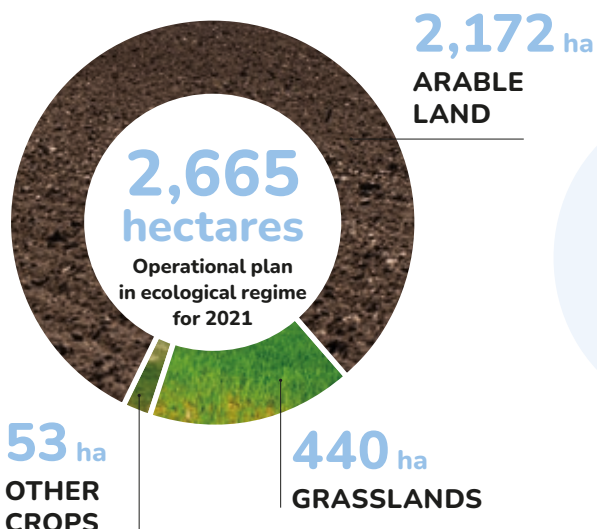 2,172 ha
ARABLE
LAND
2,665
hectares
Operational plan
in ecological regime
for 2021
53 ha
OTHER
CROPS
440 ha
GRASSLANDS